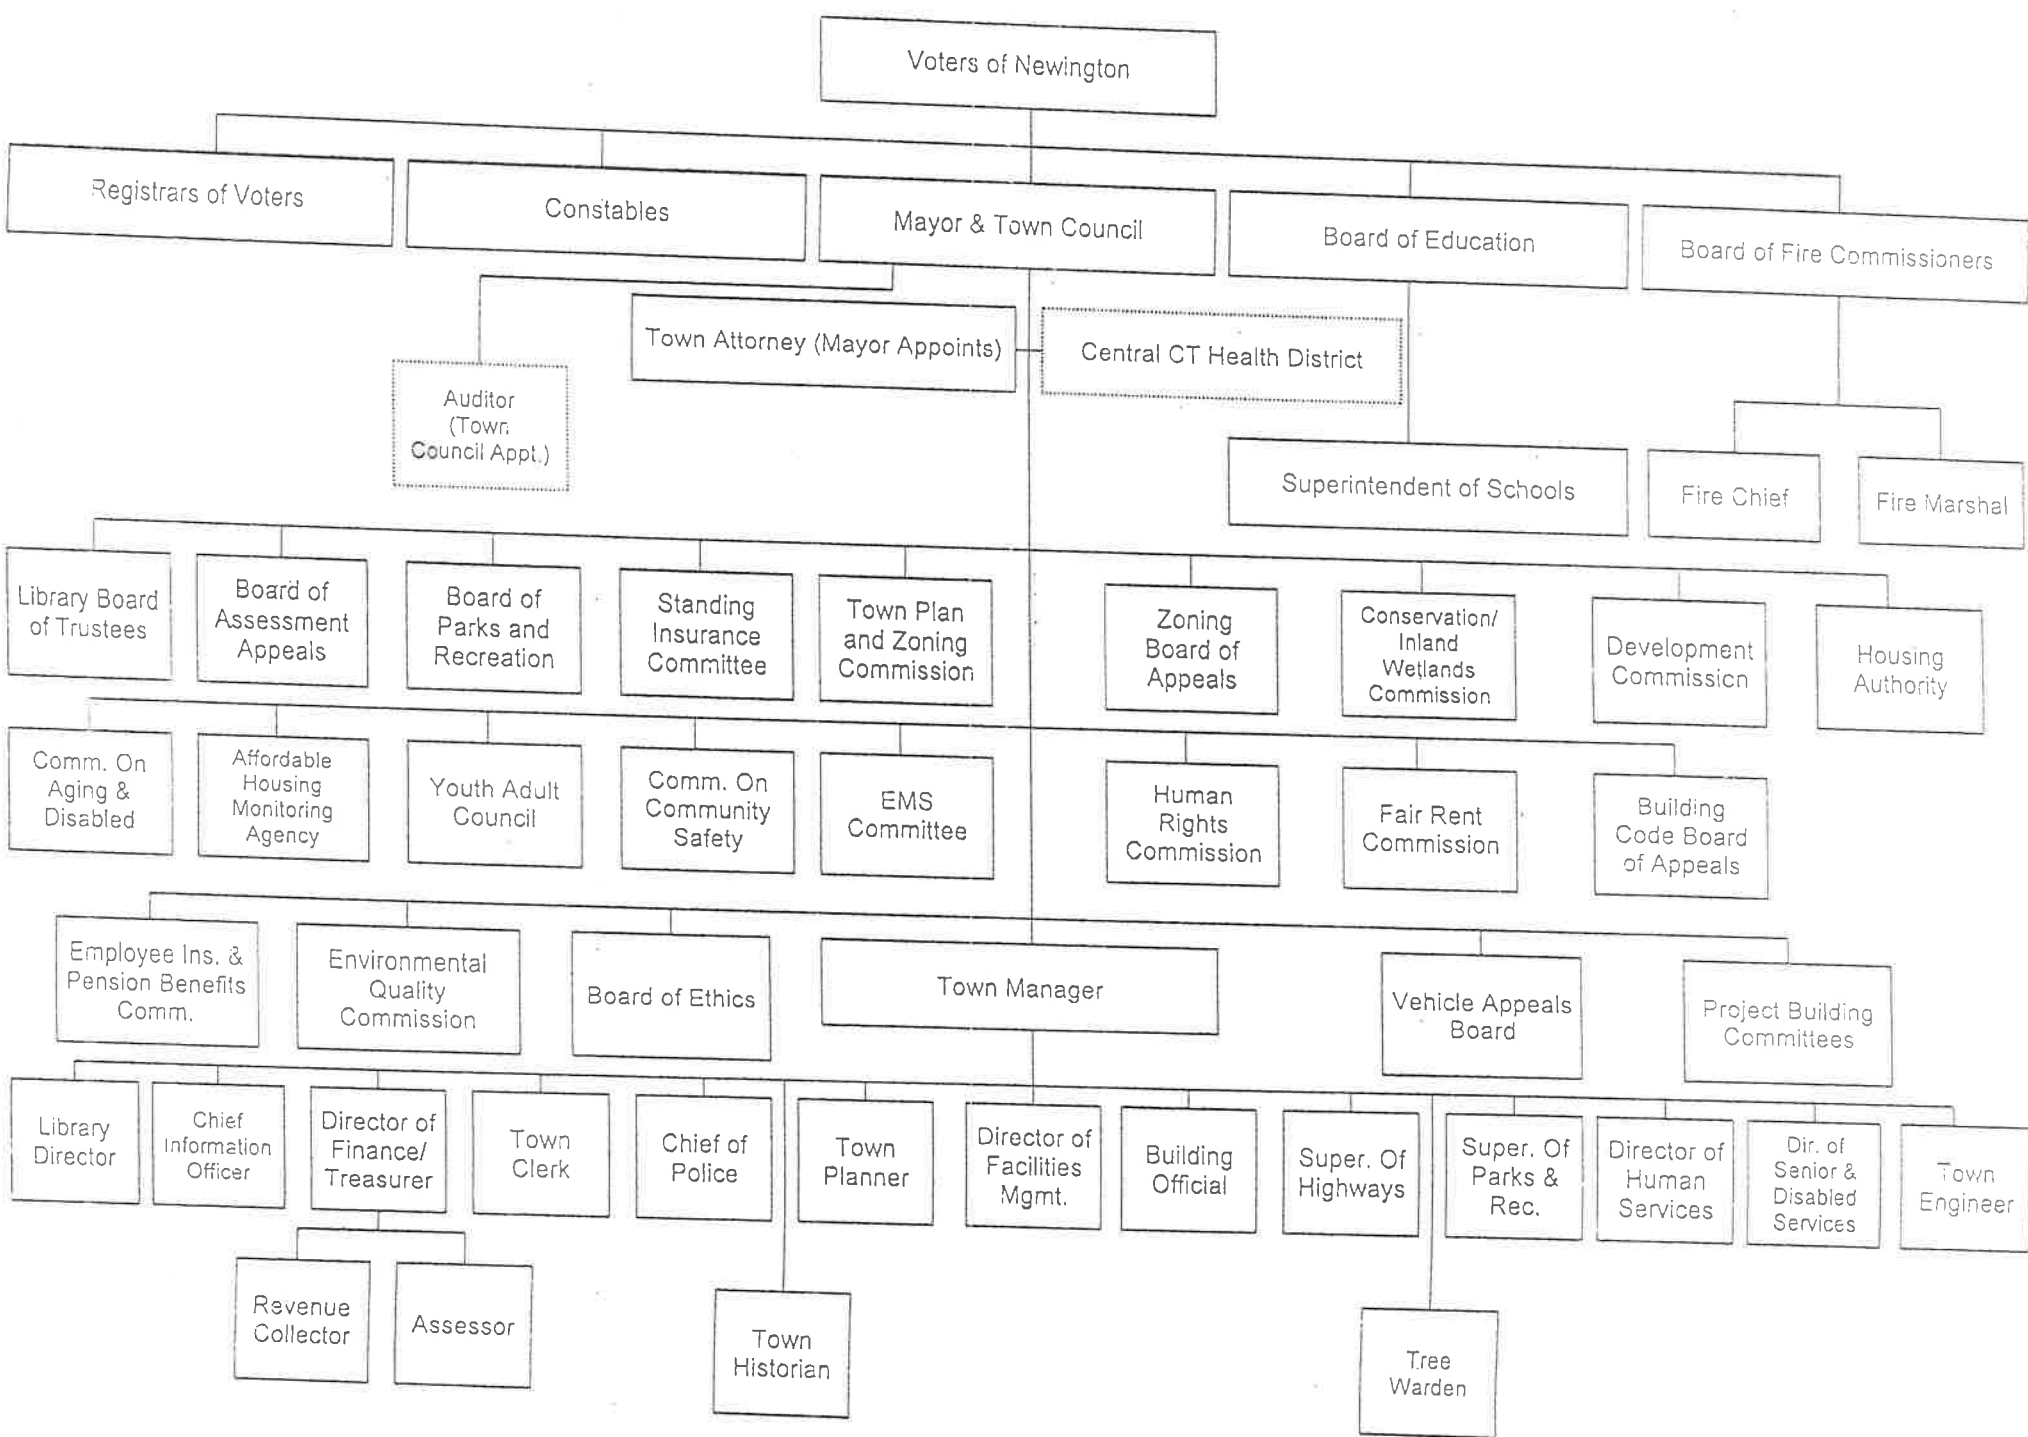 Voters of Newington
Registrars of Voters
Constables
Mayor & Town Council
Board of Education
Board of Fire Commissioners
Town Attorney (Mayor Appoints)
Central CT Health District
Auditor
(Town
Council Appt.)
Superintendent of Schools
Fire Chief
Fire Marshal
Library Board
of Trustees
Board of
Assessment
Appeals
Board of
Parks and
Recreation
Standing
Insurance
Committee
Town Plan
and Zoning
Commission
Zoning
Board of
Appeals
Conservation/
Inland
Wetlands
Commission
Development
Commission
Housing
Authority
Comm. On
Aging &
Disabled
Affordable
Housing
Monitoring
Agency
Youth Adult
Council
Comm. On
Community
Safety
EMS
Committee
Human
Rights
Commission
Fair Rent
Commission
Building
Code Board
of Appeals
Employee Ins. &
Pension Benefits
Comm.
Environmental
Quality
Commission
Board of Ethics
Town Manager
Vehicle Appeals
Board
Project Building
Committees
Library
Director
Chief
Information
Officer
Director of
Finance/
Treasurer
Town
Clerk
Chief of
Police
Town
Planner
Director of
Facilities
Mgmt.
Building
Official
Super. Of
Highways
Super. Of
Parks &
Rec.
Director of
Human
Services
Dir. of
Senior &
Disabled
Services
Town
Engineer
Revenue
Collector
Assessor
Town
Historian
Tree
Warden